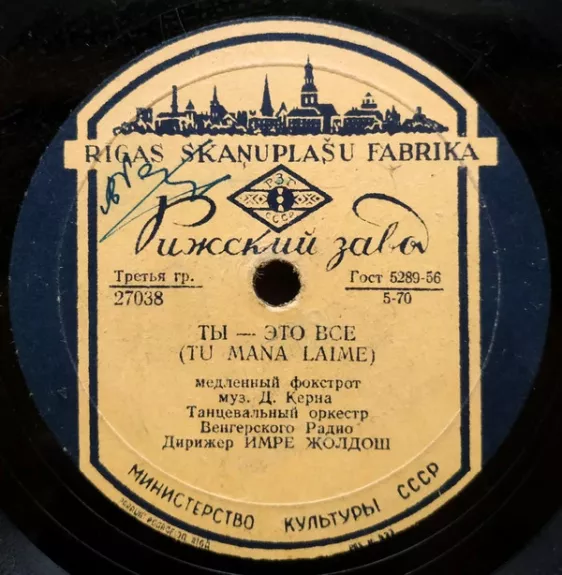 RIGAS SKAŅUPLAŠU FABRIKA
РЗГ
СССР
Рижский завод
Третья гр.
27038
Гост 5289-56
5-70
ТЫ — ЭТО ВСЕ
(TU MANA LAIME)
медленный фокстрот
муз. Д. Керна
Танцевальный оркестр
Венгерского Радио
Дирижер ИМРЕ ЖОЛДОШ
МИНИСТЕРСТВО КУЛЬТУРЫ СССР